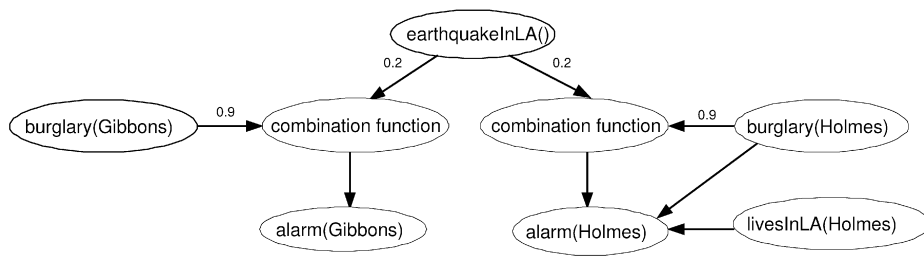 earthquakeInLA()
0.2
0.2
burglary(Gibbons)
0.9
combination function
combination function
0.9
burglary(Holmes)
alarm(Gibbons)
alarm(Holmes)
livesInLA(Holmes)